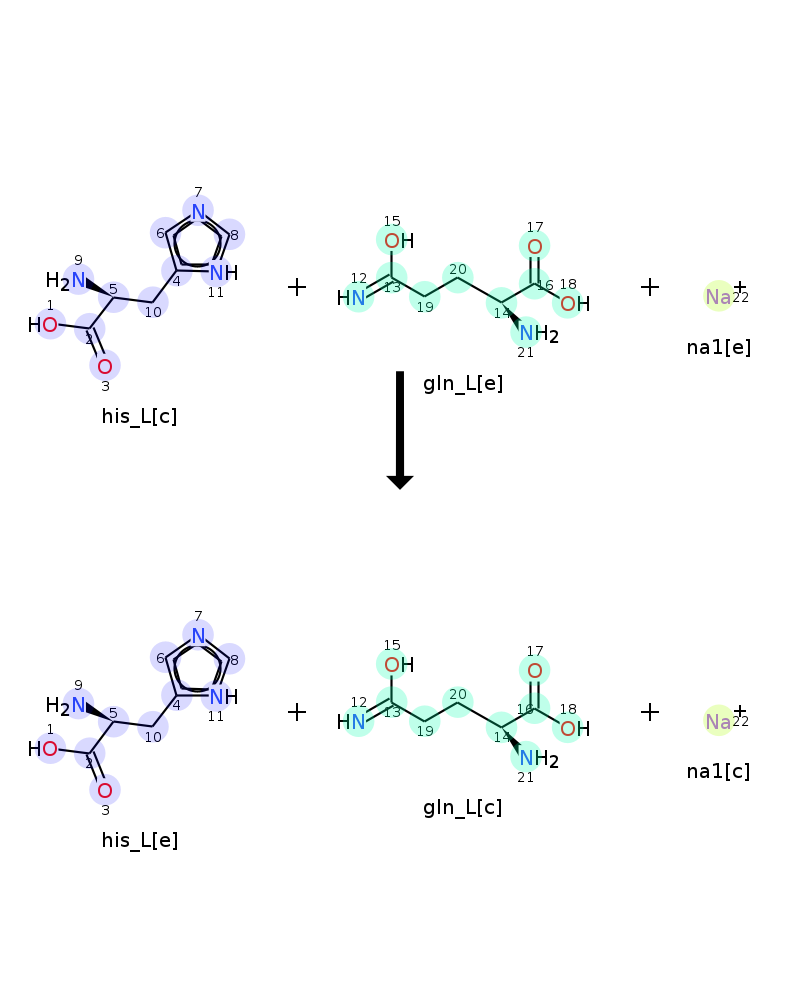 7
N
6
8
9
4
NH
H₂N
5
11
1
10
HO
2
O
3
his_L[c]
+
15
OH
12
HN
13
19
20
17
O
16
18
OH
14
NH₂
21
gln_L[e]
+
Na+
22
na1[e]
7
N
6
8
9
4
NH
H₂N
5
11
1
10
HO
2
O
3
his_L[e]
+
15
OH
12
HN
13
19
20
17
O
16
18
OH
14
NH₂
21
gln_L[c]
+
Na+
22
na1[c]